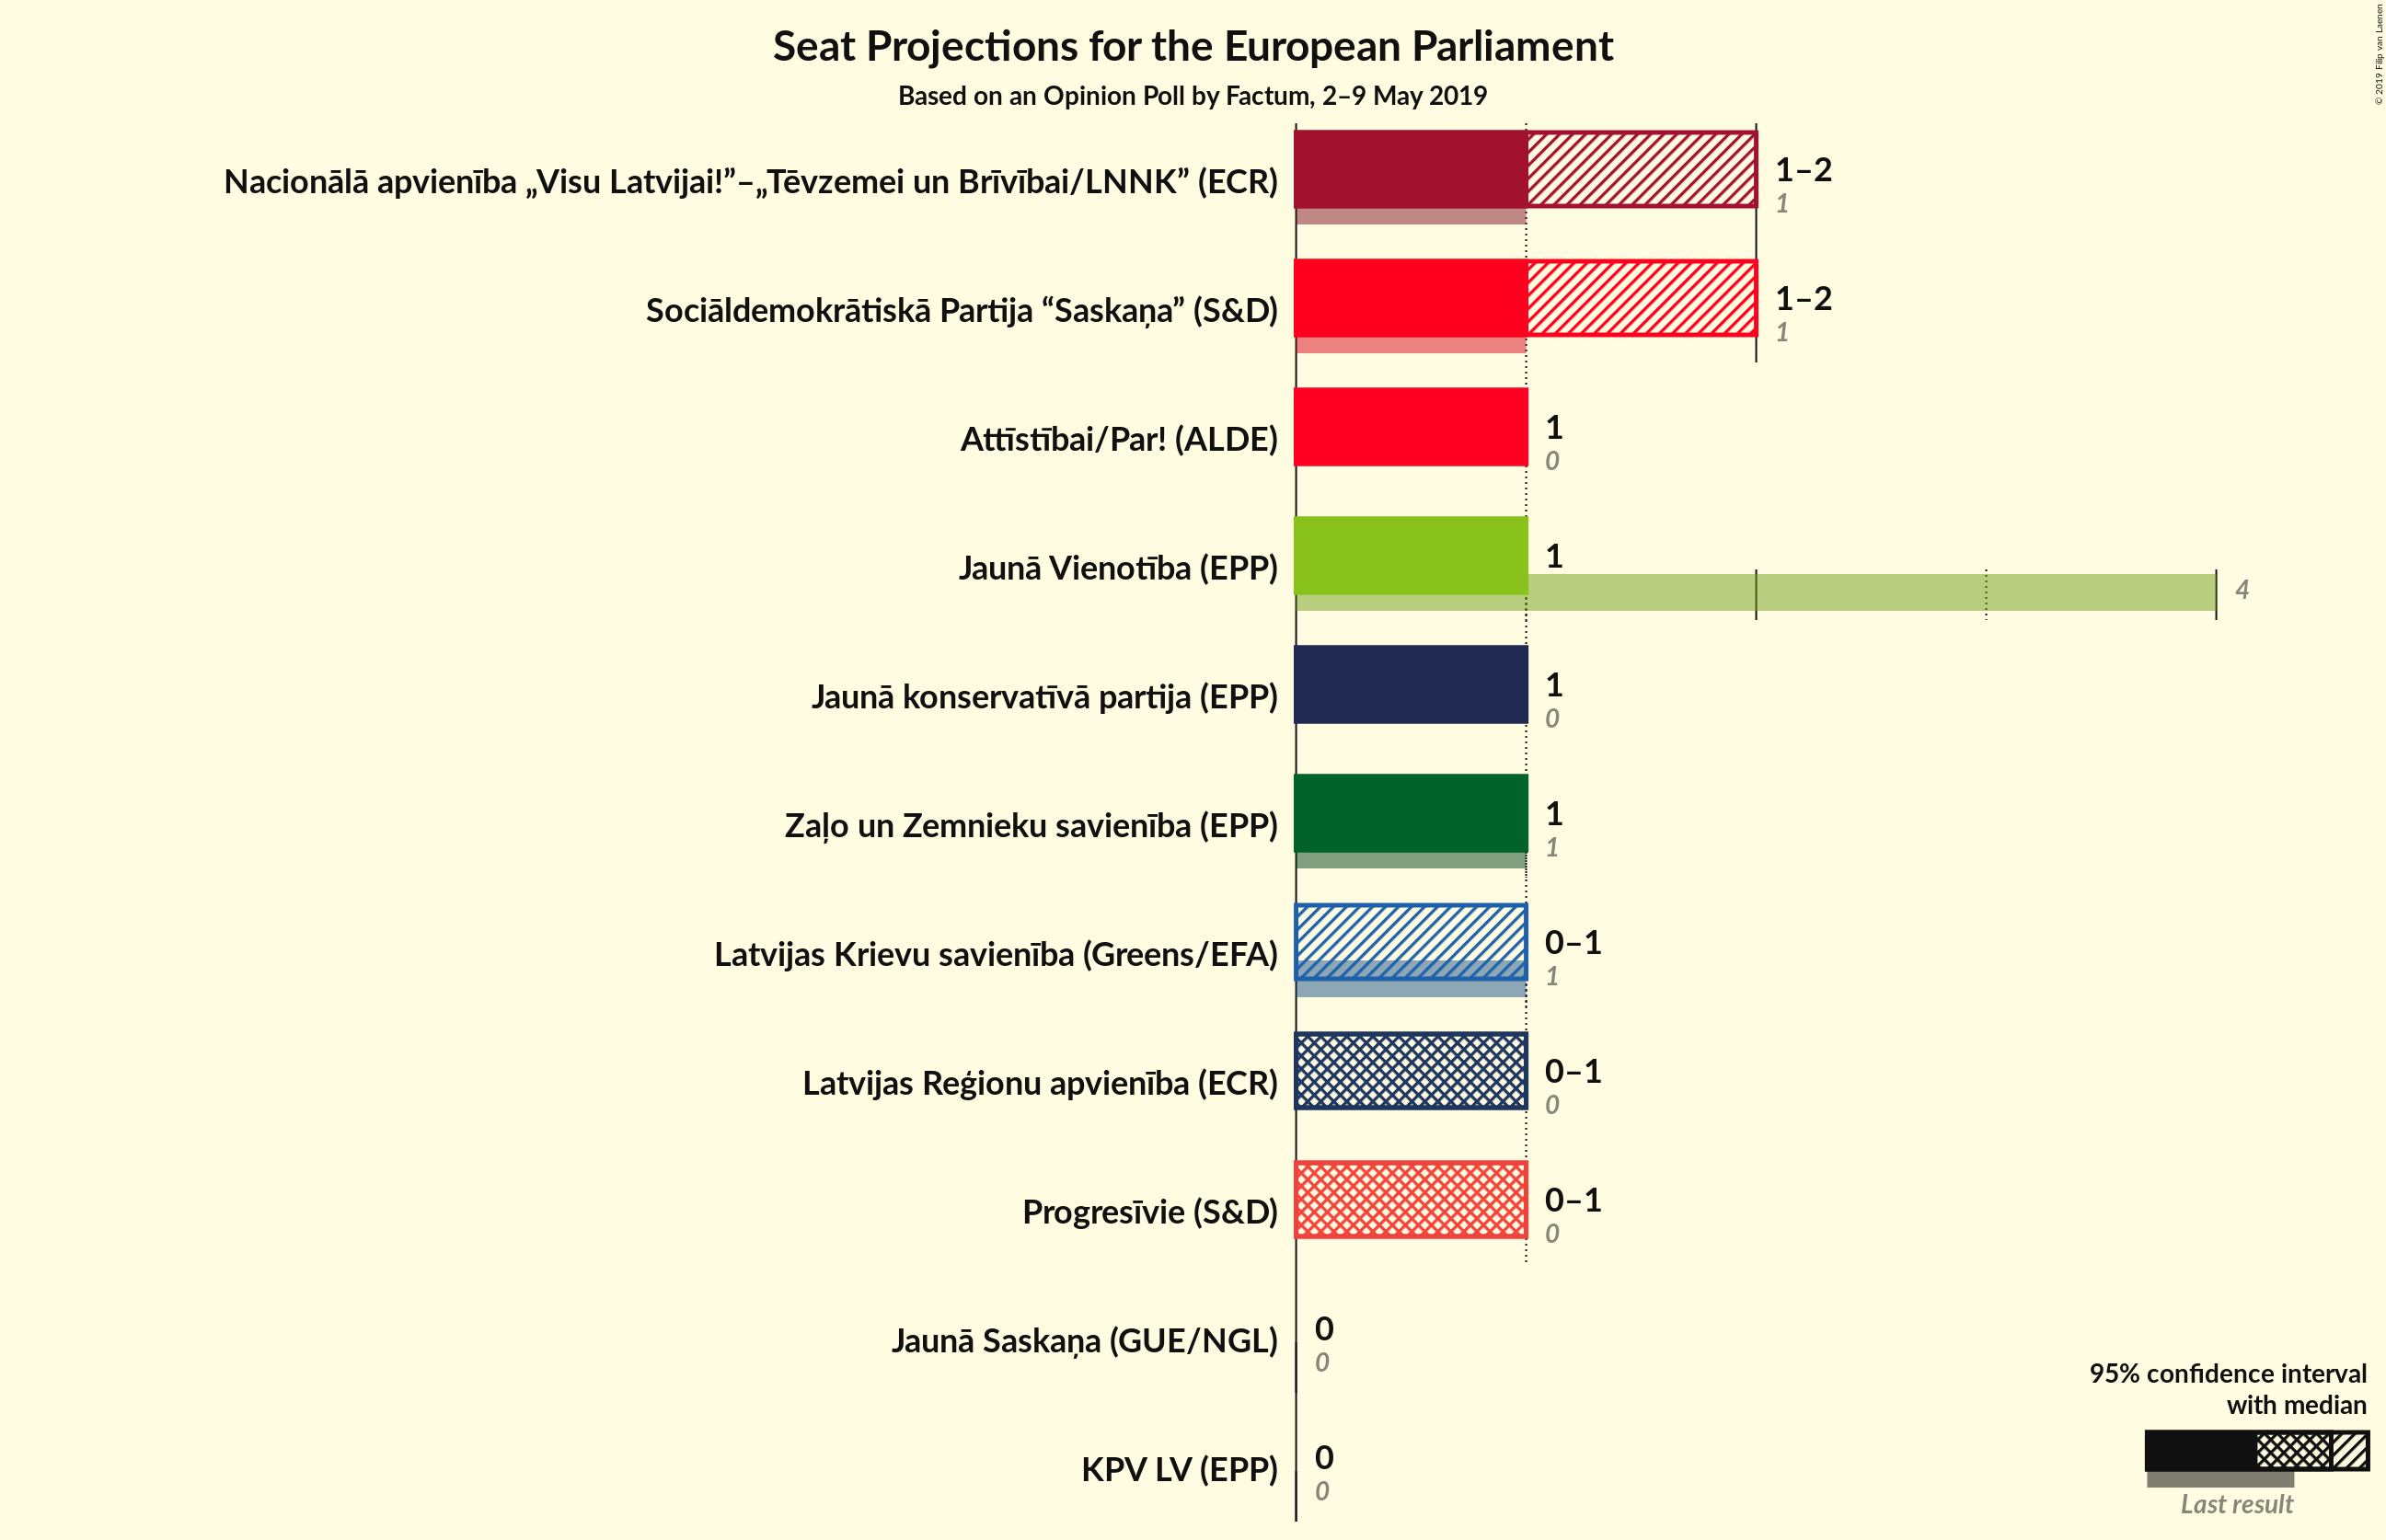 Seat Projections for the European Parliament
Based on an Opinion Poll by Factum, 2–9 May 2019
© 2019 Filip van Laenen
Nacionālā apvienība „Visu Latvijai!”–„Tēvzemei un Brīvībai/LNNK” (ECR)
1–2
1
Sociāldemokrātiskā Partija “Saskaņa” (S&D)
1–2
1
Attīstībai/Par! (ALDE)
1
0
Jaunā Vienotība (EPP)
1
4
Jaunā konservatīvā partija (EPP)
1
0
Zaļo un Zemnieku savienība (EPP)
1
1
Latvijas Krievu savienība (Greens/EFA)
0–1
1
Latvijas Reģionu apvienība (ECR)
0–1
0
Progresīvie (S&D)
0–1
0
Jaunā Saskaņa (GUE/NGL)
0
0
KPV LV (EPP)
0
0
95% confidence interval
with median
Last result